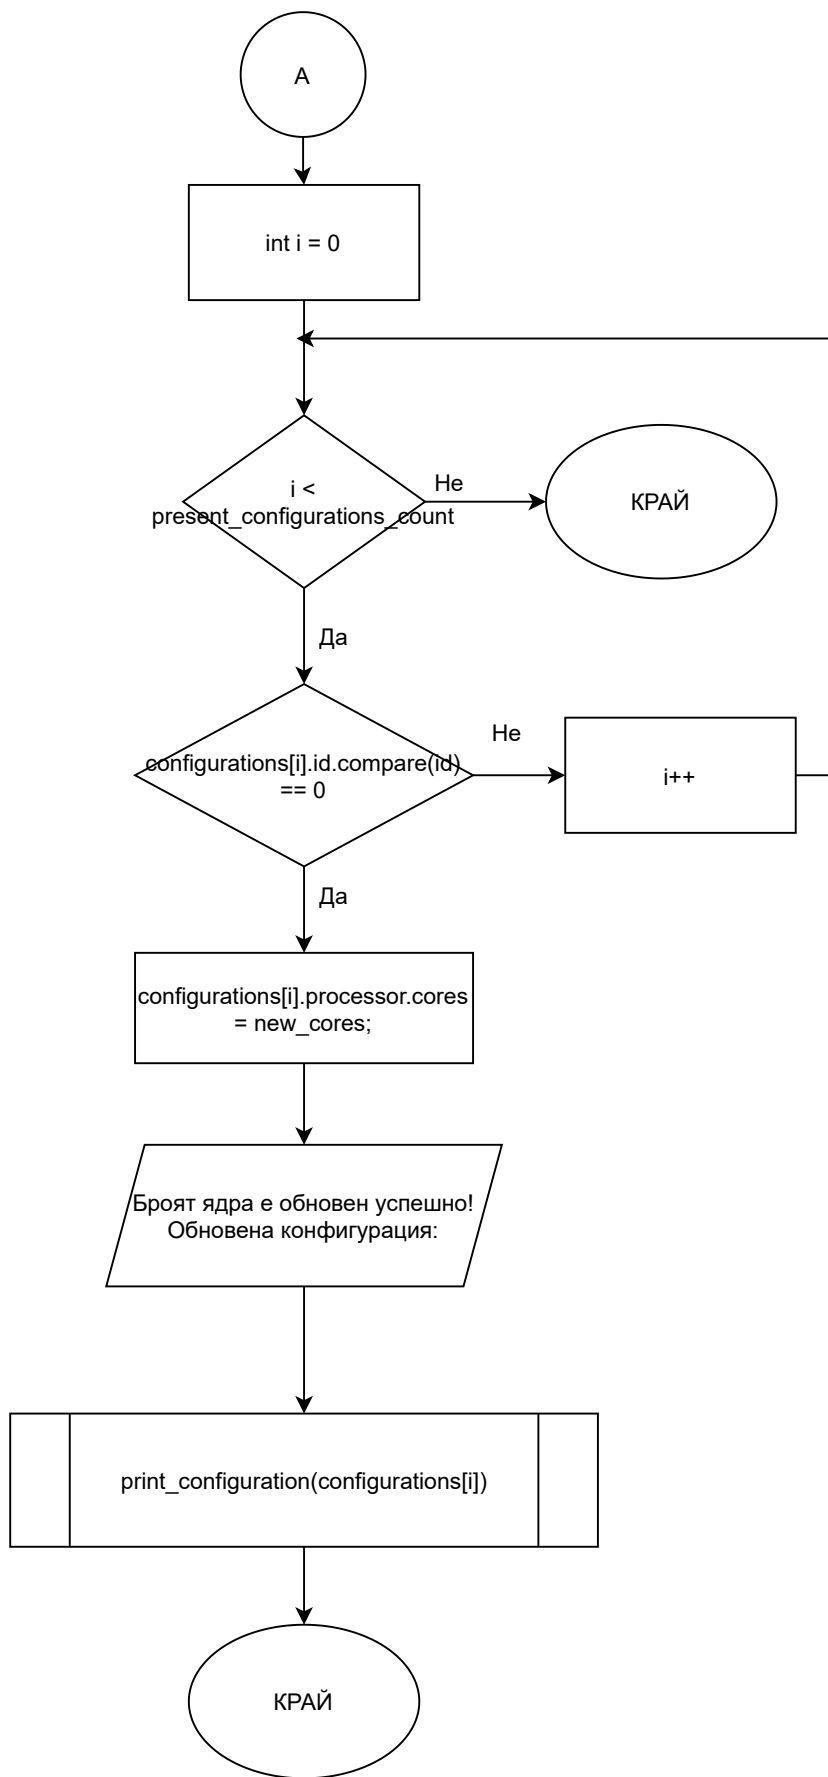 A
int i = 0
i <
present_configurations_count
Не
КРАЙ
Да
configurations[i].id.compare(id)
== 0
Не
i++
Да
configurations[i].processor.cores
= new_cores;
Броят ядра е обновен успешно!
Обновена конфигурация:
print_configuration(configurations[i])
КРАЙ